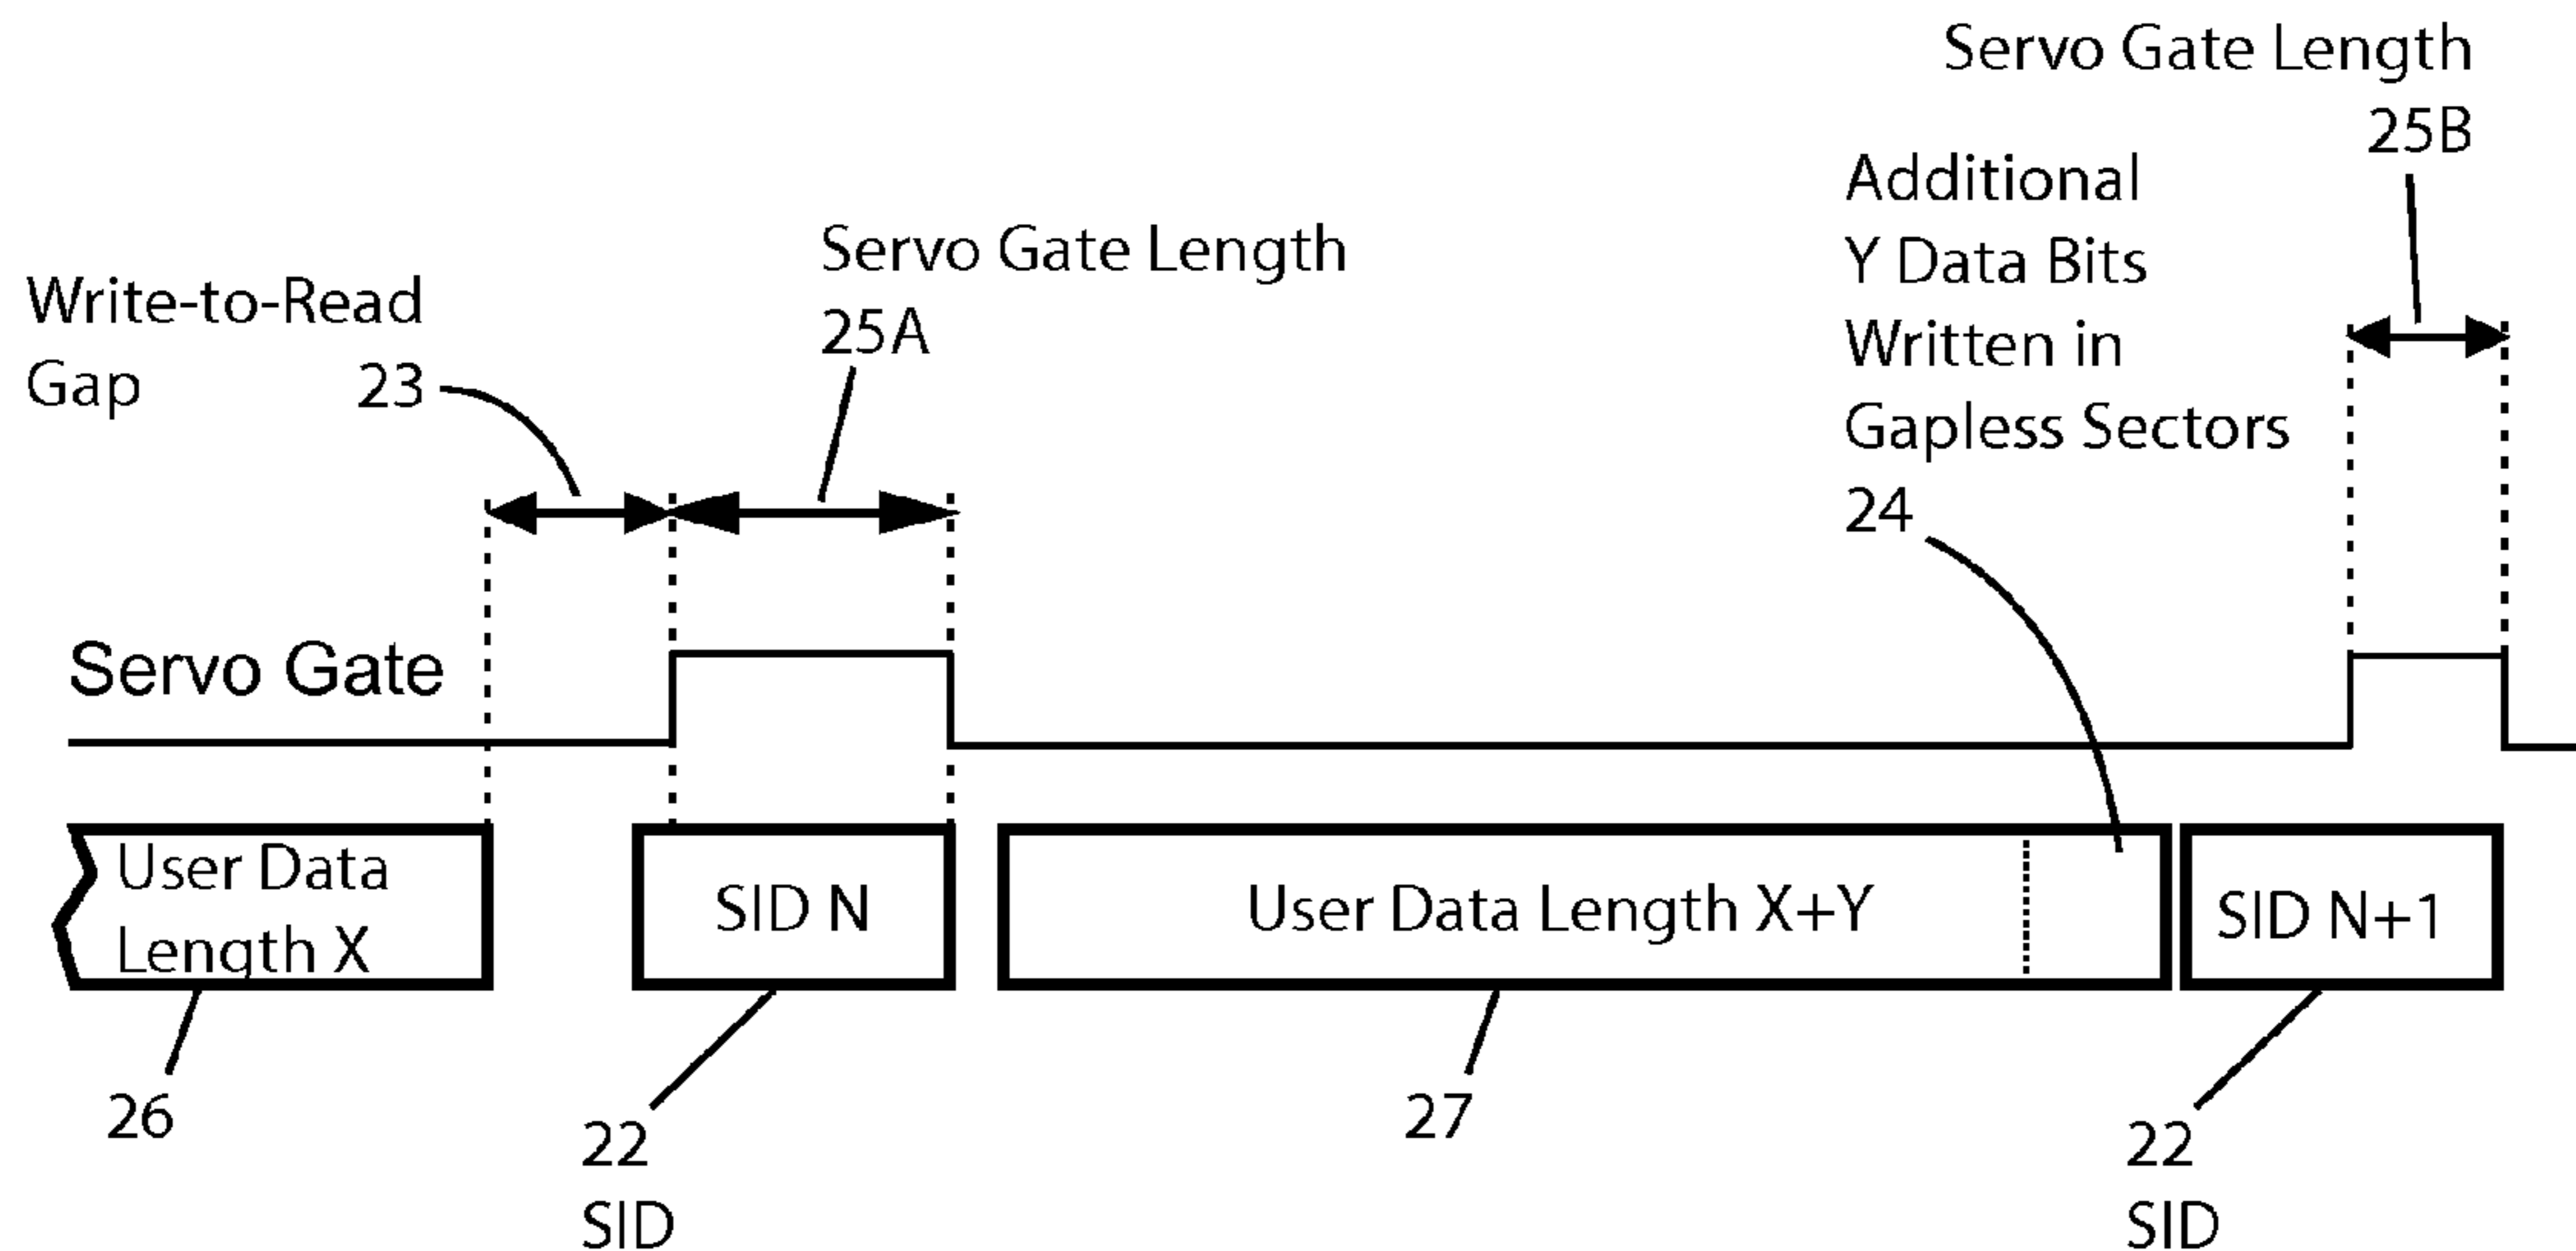 Servo Gate Length
25B
Additional
Y Data Bits
Written in
Gapless Sectors
24
Servo Gate Length
25A
Write-to-Read
Gap 23
Servo Gate
User Data
Length X
SID N
User Data Length X+Y
SID N+1
26
22
SID
27
22
SID